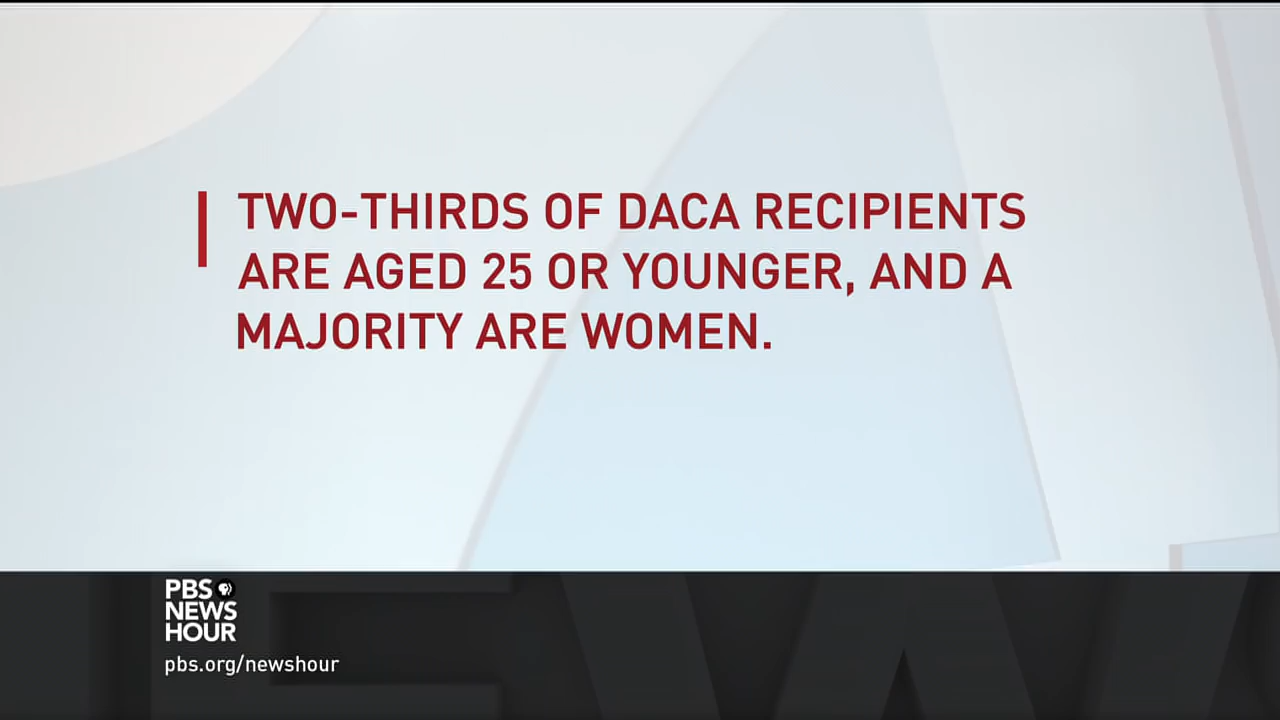 TWO-THIRDS OF DACA RECIPIENTS
ARE AGED 25 OR YOUNGER, AND A
MAJORITY ARE WOMEN.
PBS
NEWS
HOUR
pbs.org/newshour